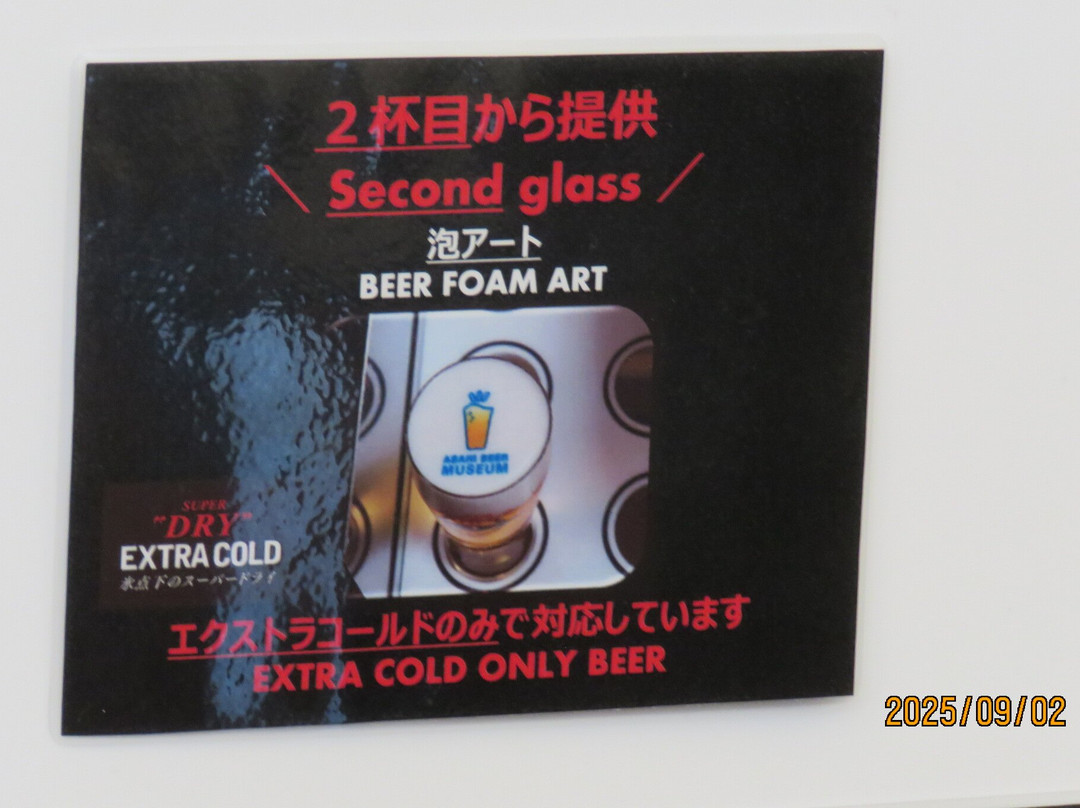 2杯目から提供
\ Second glass /
泡アート
BEER FOAM ART
ASAHI BEER
MUSEUM
SUPER
"DRY"
EXTRA COLD
氷点下のスーパードライ
エクストラコールドのみで対応しています
EXTRA COLD ONLY BEER
2025/09/02